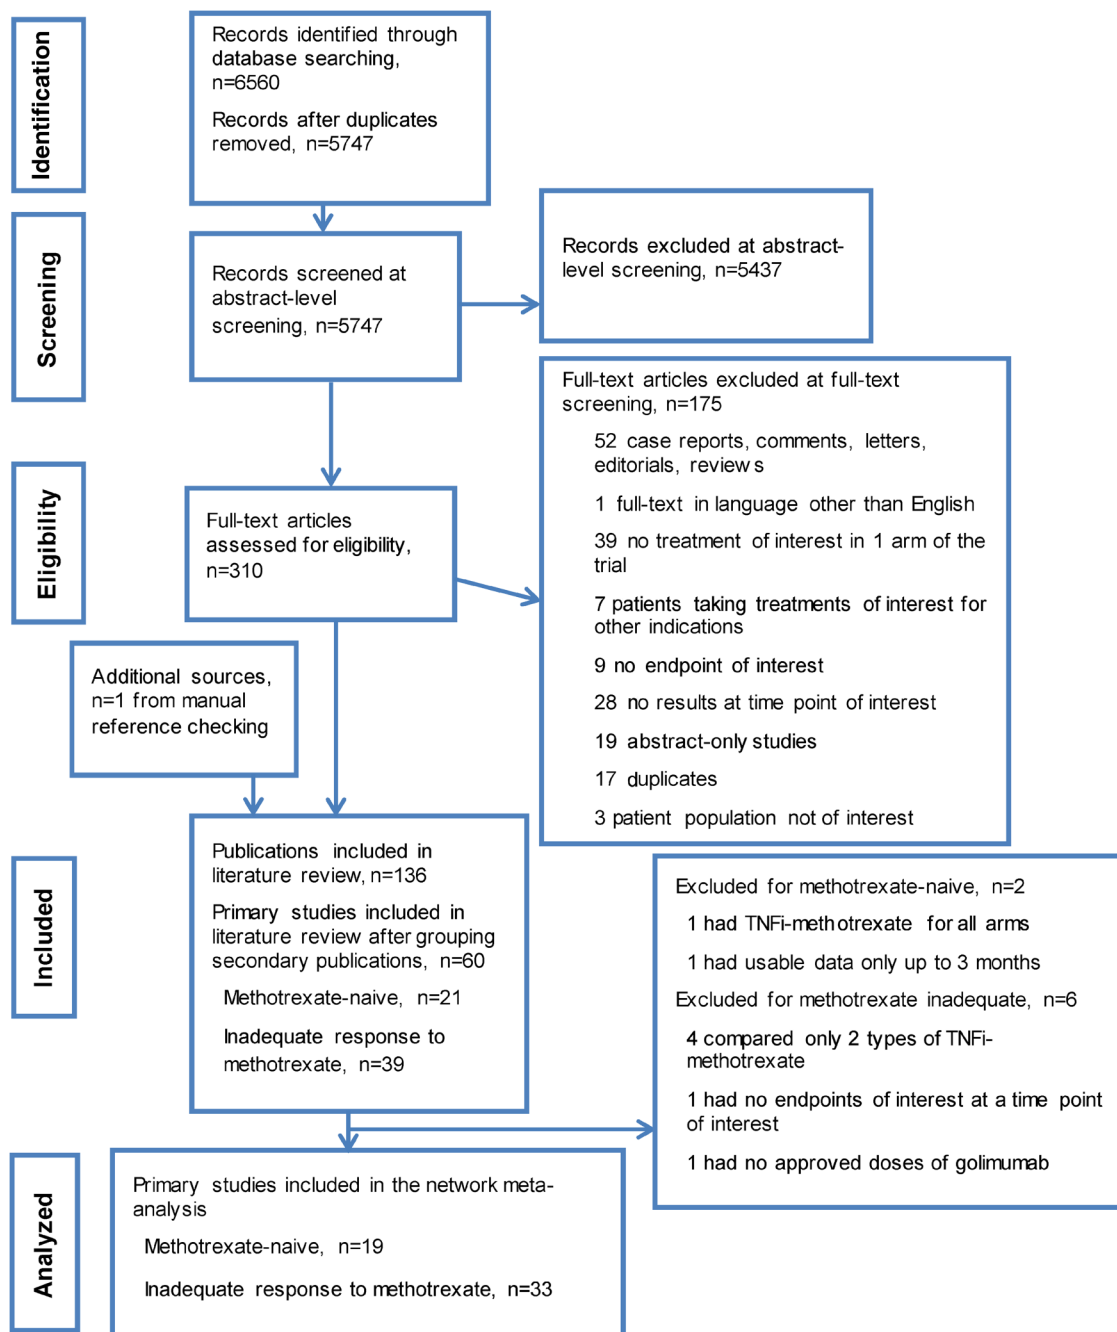 Identification
Records identified through
database searching,
n=6560
Records after duplicates
removed, n=5747
Screening
Records screened at
abstract-level
screening, n=5747
Records excluded at abstract-
level screening, n=5437
Eligibility
Full-text articles
assessed for eligibility,
n=310
Full-text articles excluded at full-text
screening, n=175
52 case reports, comments, letters,
editorials, reviews
1 full-text in language other than English
39 no treatment of interest in 1 arm of the
trial
7 patients taking treatments of interest for
other indications
9 no endpoint of interest
28 no results at time point of interest
19 abstract-only studies
17 duplicates
3 patient population not of interest
Additional sources,
n=1 from manual
reference checking
Included
Publications included in
literature review, n=136
Primary studies included in
literature review after grouping
secondary publications, n=60
Methotrexate-naive, n=21
Inadequate response to
methotrexate, n=39
Excluded for methotrexate-naive, n=2
1 had TNFi-methotrexate for all arms
1 had usable data only up to 3 months
Excluded for methotrexate inadequate, n=6
4 compared only 2 types of TNFi-
methotrexate
1 had no endpoints of interest at a time point
of interest
1 had no approved doses of golimumab
Analyzed
Primary studies included in the network meta-
analysis
Methotrexate-naive, n=19
Inadequate response to methotrexate, n=33